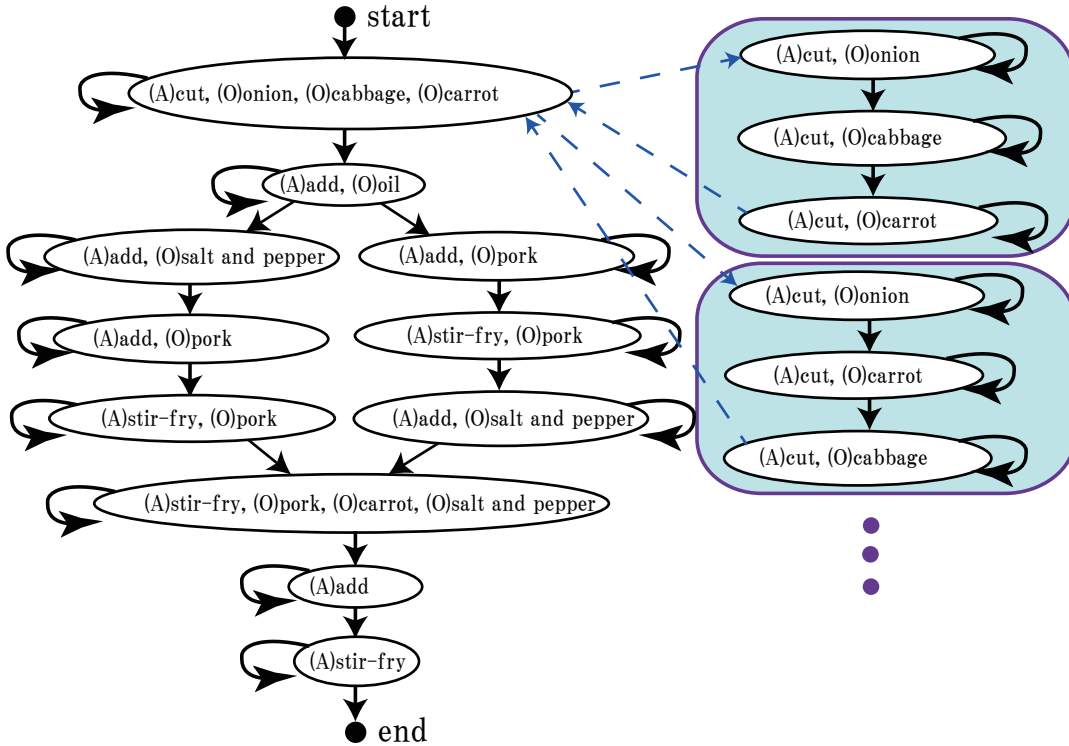 start
(A)cut, (O)onion, (O)cabbage, (O)carrot
(A)add, (O)oil
(A)add, (O)salt and pepper
(A)add, (O)pork
(A)add, (O)pork
(A)stir-fry, (O)pork
(A)stir-fry, (O)pork
(A)add, (O)salt and pepper
(A)stir-fry, (O)pork, (O)carrot, (O)salt and pepper
(A)add
(A)stir-fry
end
(A)cut, (O)onion
(A)cut, (O)cabbage
(A)cut, (O)carrot
(A)cut, (O)onion
(A)cut, (O)carrot
(A)cut, (O)cabbage